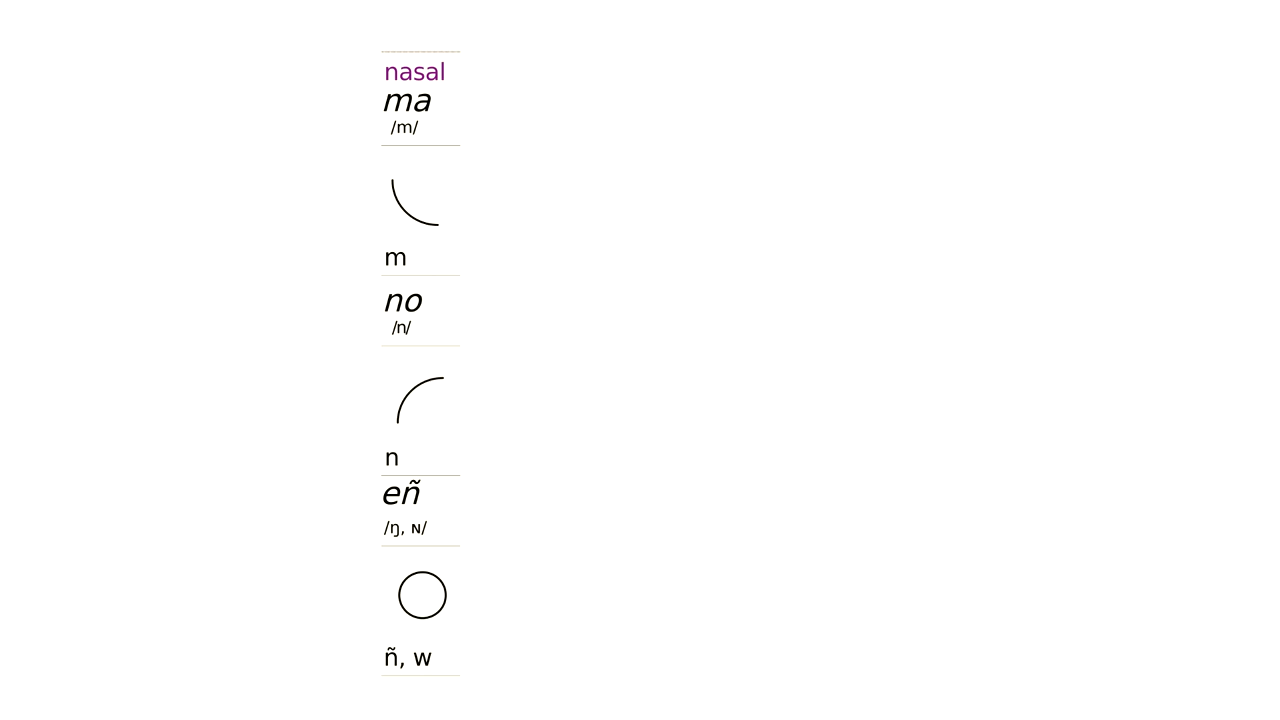 nasal
ma
/m/
m
no
/n/
n
eñ
/ŋ, ɴ/
ñ, w